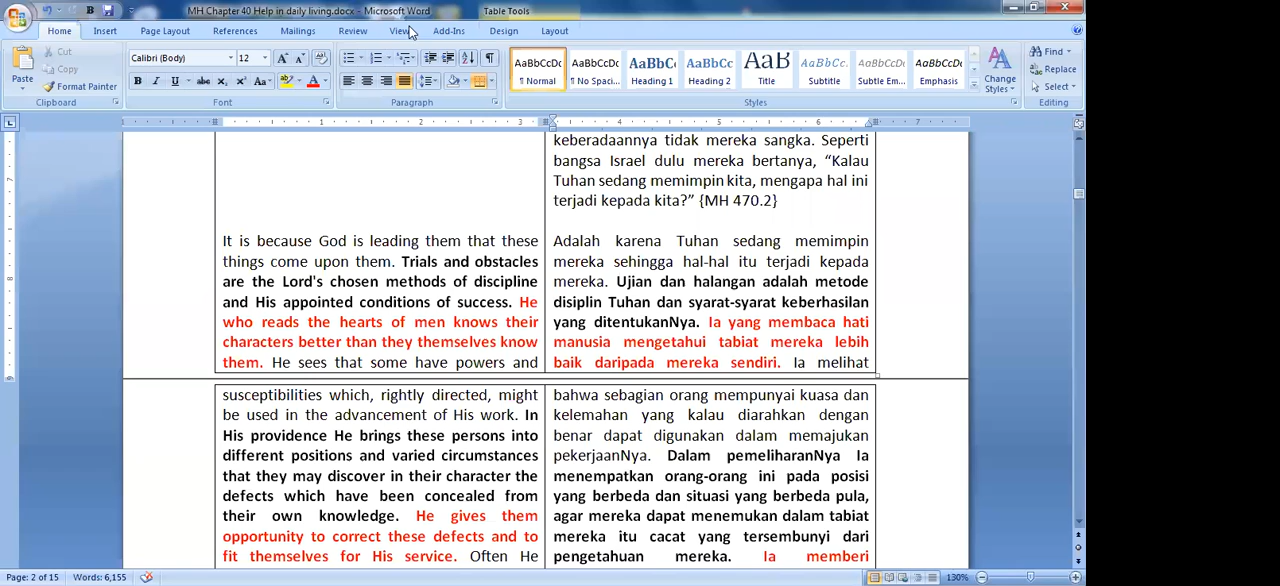 MH Chapter 40 Help in daily living.docx - Microsoft Word
Table Tools
Home
Insert
Page Layout
References
Mailings
Review
View
Add-Ins
Design
Layout
Paste
Cut
Copy
Format Painter
Clipboard
Calibri (Body)
12
Font
Paragraph
AaBbCcDc
¶ Normal
AaBbCcDc
¶ No Spaci...
AaBbCc
Heading 1
AaBbCc
Heading 2
AaB
Title
AaBbCc.
Subtitle
AaBbCcDc
Subtle Em...
AaBbCcDc
Emphasis
Change
Styles
Styles
Find
Replace
Select
Editing
1
2
3
4
5
6
7
keberadaannya tidak mereka sangka. Seperti
bangsa Israel dulu mereka bertanya, “Kalau
Tuhan sedang memimpin kita, mengapa hal ini
terjadi kepada kita?” {MH 470.2}
It is because God is leading them that these
things come upon them. Trials and obstacles
are the Lord's chosen methods of discipline
and His appointed conditions of success. He
who reads the hearts of men knows their
characters better than they themselves know
them. He sees that some have powers and
Adalah karena Tuhan sedang memimpin
mereka sehingga hal-hal itu terjadi kepada
mereka. Ujian dan halangan adalah metode
disiplin Tuhan dan syarat-syarat keberhasilan
yang ditentukanNya. Ia yang membaca hati
manusia mengetahui tabiat mereka lebih
baik daripada mereka sendiri. Ia melihat
susceptibilities which, rightly directed, might
be used in the advancement of His work. In
His providence He brings these persons into
different positions and varied circumstances
that they may discover in their character the
defects which have been concealed from
their own knowledge. He gives them
opportunity to correct these defects and to
fit themselves for His service. Often He
bahwa sebagian orang mempunyai kuasa dan
kelemahan yang kalau diarahkan dengan
benar dapat digunakan dalam memajukan
pekerjaanNya. Dalam pemeliharanNya Ia
menempatkan orang-orang ini pada posisi
yang berbeda dan situasi yang berbeda pula,
agar mereka dapat menemukan dalam tabiat
mereka itu cacat yang tersembunyi dari
pengetahuan mereka. Ia memberi
Page: 2 of 15
Words: 6,155
130%